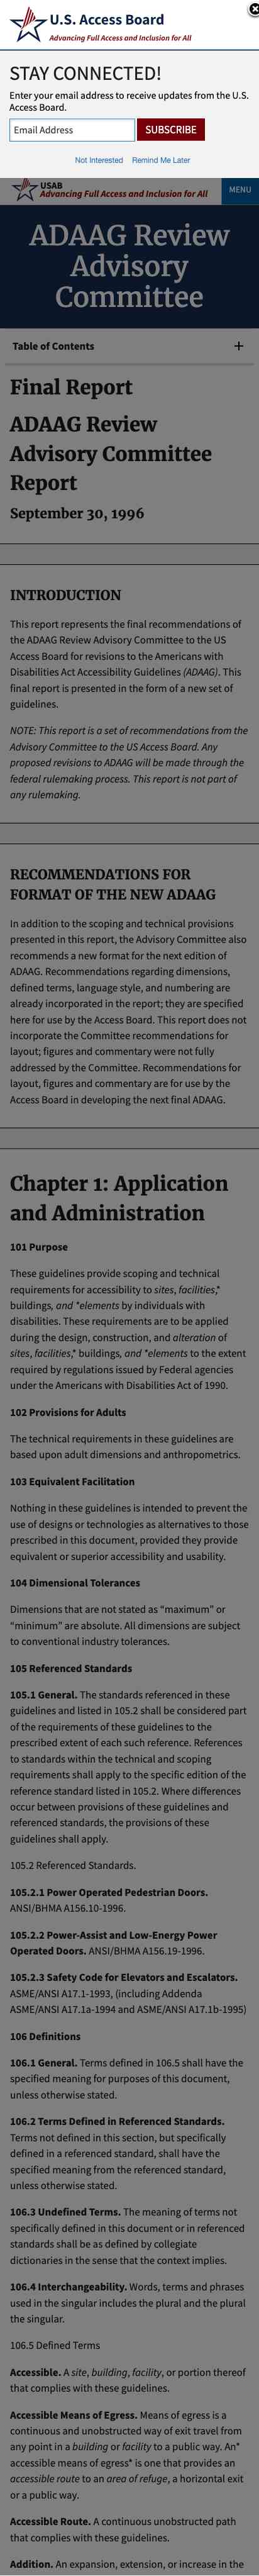 U.S. Access Board
Advancing Full Access and Inclusion for All
STAY CONNECTED!
Enter your email address to receive updates from the U.S.
Access Board.
Email Address
SUBSCRIBE
Not Interested
Remind Me Later
USAB
Advancing Full Access and Inclusion for All
MENU
ADAAG Review
Advisory
Committee
Table of Contents
+
Final Report
ADAAG Review
Advisory Committee
Report
September 30, 1996
INTRODUCTION
This report represents the final recommendations of
the ADAAG Review Advisory Committee to the US
Access Board for revisions to the Americans with
Disabilities Act Accessibility Guidelines (ADAAG). This
final report is presented in the form of a new set of
guidelines.
NOTE: This report is a set of recommendations from the
Advisory Committee to the US Access Board. Any
proposed revisions to ADAAG will be made through the
federal rulemaking process. This report is not part of
any rulemaking.
RECOMMENDATIONS FOR
FORMAT OF THE NEW ADAAG
In addition to the scoping and technical provisions
presented in this report, the Advisory Committee also
recommends a new format for the next edition of
ADAAG. Recommendations regarding dimensions,
defined terms, language style, and numbering are
already incorporated in the report; they are specified
here for use by the Access Board. This report does not
incorporate the Committee recommendations for
layout; figures and commentary were not fully
addressed by the Committee. Recommendations for
layout, figures and commentary are for use by the
Access Board in developing the next final ADAAG.
Chapter 1: Application
and Administration
101 Purpose
These guidelines provide scoping and technical
requirements for accessibility to sites, facilities,*
buildings, and *elements by individuals with
disabilities. These requirements are to be applied
during the design, construction, and alteration of
sites, facilities,* buildings, and *elements to the extent
required by regulations issued by Federal agencies
under the Americans with Disabilities Act of 1990.
102 Provisions for Adults
The technical requirements in these guidelines are
based upon adult dimensions and anthropometrics.
103 Equivalent Facilitation
Nothing in these guidelines is intended to prevent the
use of designs or technologies as alternatives to those
prescribed in this document, provided they provide
equivalent or superior accessibility and usability.
104 Dimensional Tolerances
Dimensions that are not stated as “maximum” or
“minimum” are absolute. All dimensions are subject
to conventional industry tolerances.
105 Referenced Standards
105.1 General. The standards referenced in these
guidelines and listed in 105.2 shall be considered part
of the requirements of these guidelines to the
prescribed extent of each such reference. References
to standards within the technical and scoping
requirements shall apply to the specific edition of the
reference standard listed in 105.2. Where differences
occur between provisions of these guidelines and
referenced standards, the provisions of these
guidelines shall apply.
105.2 Referenced Standards.
105.2.1 Power Operated Pedestrian Doors.
ANSI/BHMA A156.10-1996.
105.2.2 Power-Assist and Low-Energy Power
Operated Doors. ANSI/BHMA A156.19-1996.
105.2.3 Safety Code for Elevators and Escalators.
ASME/ANSI A17.1-1993, (including Addenda
ASME/ANSI A17.1a-1994 and ASME/ANSI A17.1b-1995)
106 Definitions
106.1 General. Terms defined in 106.5 shall have the
specified meaning for purposes of this document,
unless otherwise stated.
106.2 Terms Defined in Referenced Standards.
Terms not defined in this section, but specifically
defined in a referenced standard, shall have the
specified meaning from the referenced standard,
unless otherwise stated.
106.3 Undefined Terms. The meaning of terms not
specifically defined in this document or in referenced
standards shall be as defined by collegiate
dictionaries in the sense that the context implies.
106.4 Interchangeability. Words, terms and phrases
used in the singular includes the plural and the plural
the singular.
106.5 Defined Terms
Accessible. A site, building, facility, or portion thereof
that complies with these guidelines.
Accessible Means of Egress. Means of egress is a
continuous and unobstructed way of exit travel from
any point in a building or facility to a public way. An*
accessible means of egress* is one that provides an
accessible route to an area of refuge, a horizontal exit
or a public way.
Accessible Route. A continuous unobstructed path
that complies with these guidelines.
Addition. An expansion, extension, or increase in the